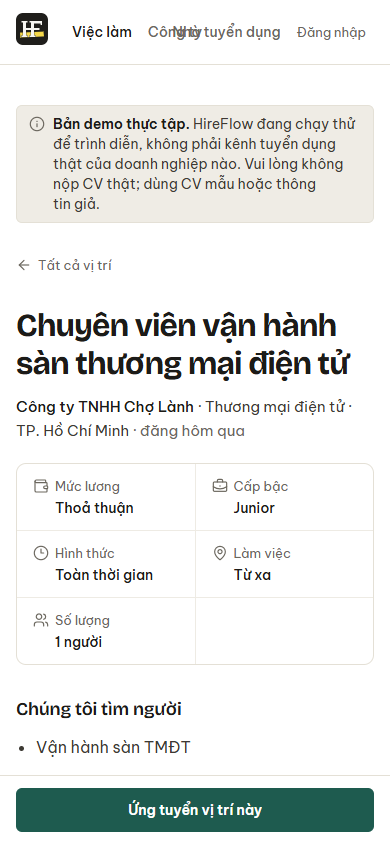 HF
Việc làm Công ty Nhà tuyển dụng Đăng nhập
Bản demo thực tập. HireFlow đang chạy thử
để trình diễn, không phải kênh tuyển dụng
thật của doanh nghiệp nào. Vui lòng không
nộp CV thật; dùng CV mẫu hoặc thông
tin giả.
← Tất cả vị trí
Chuyên viên vận hành
sàn thương mại điện tử
Công ty TNHH Chợ Lành · Thương mại điện tử ·
TP. Hồ Chí Minh · đăng hôm qua
Mức lương
Thoả thuận
Cấp bậc
Junior
Hình thức
Toàn thời gian
Làm việc
Từ xa
Số lượng
1 người
Chúng tôi tìm người
• Vận hành sàn TMĐT
Ứng tuyển vị trí này